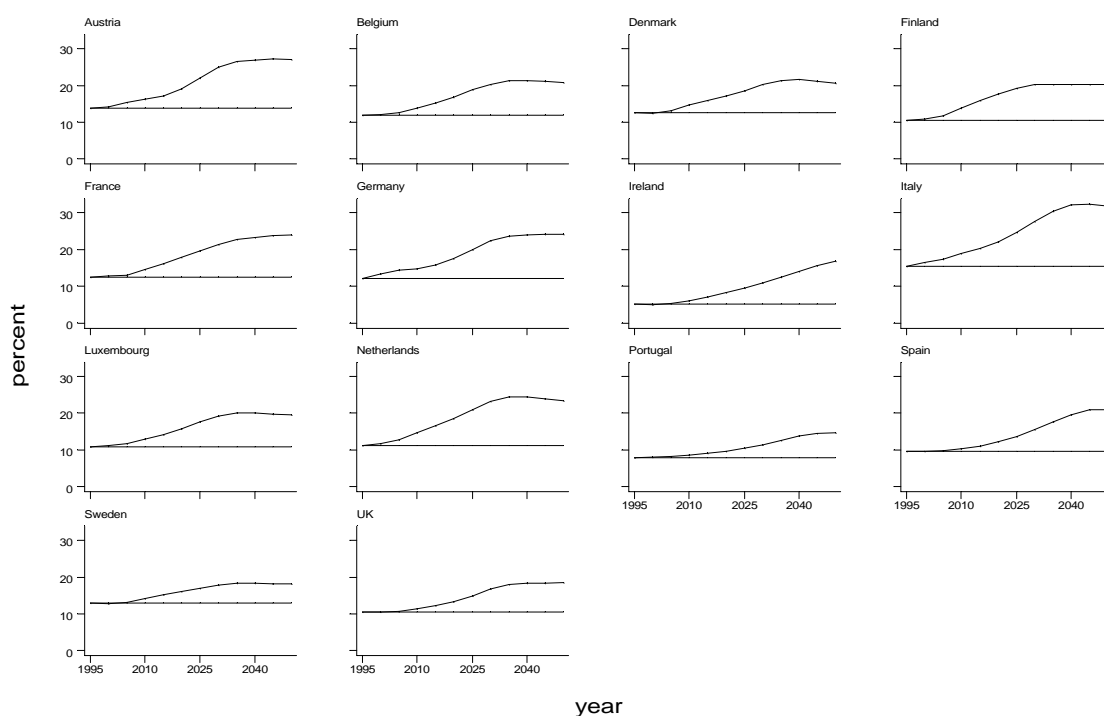 Austria
Belgium
Denmark
Finland
30
20
10
0
France
Germany
Ireland
Italy
30
20
10
0
percent
Luxembourg
Netherlands
Portugal
Spain
30
20
10
0
1995 2010 2025 2040
1995 2010 2025 2040
Sweden
UK
30
20
10
0
1995 2010 2025 2040
1995 2010 2025 2040
year